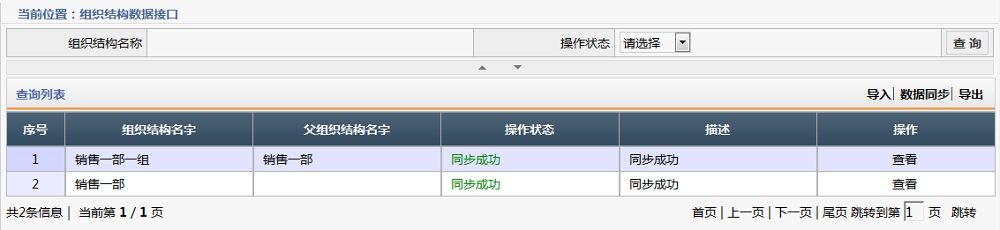 当前位置：组织结构数据接口
组织结构名称 操作状态 请选择 查 询
查询列表 导入| 数据同步| 导出
序号 组织结构名字 父组织结构名字 操作状态 描述 操作
1 销售一部一组 销售一部 同步成功 同步成功 查看
2 销售一部 同步成功 同步成功 查看
共2条信息 | 当前第 1 / 1 页 首页 | 上一页 | 下一页 | 尾页 跳转到第 1 页 跳转